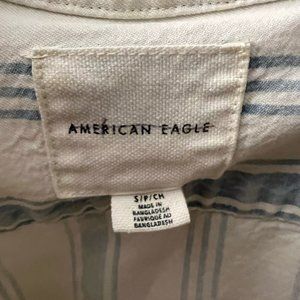 AMERICAN EAGLE
S/P/CH
MADE IN
BANGLADESH
FABRIQUÉ AU
BANGLADESH